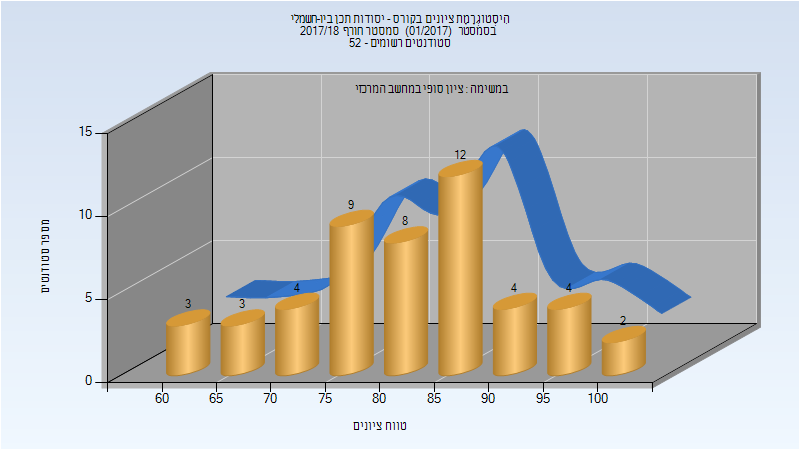 היסטוגרמת ציונים בקורס - יסודות תכן ביו-חשמלי
בסמסטר (01/2017) סמסטר חורף 2017/18
סטודנטים רשומים - 52
במשימה : ציון סופי במחשב המרכזי
15
10
5
0
מספר סטודנטים
3
3
4
9
8
12
4
4
2
60 65 70 75 80 85 90 95 100
טווח ציונים